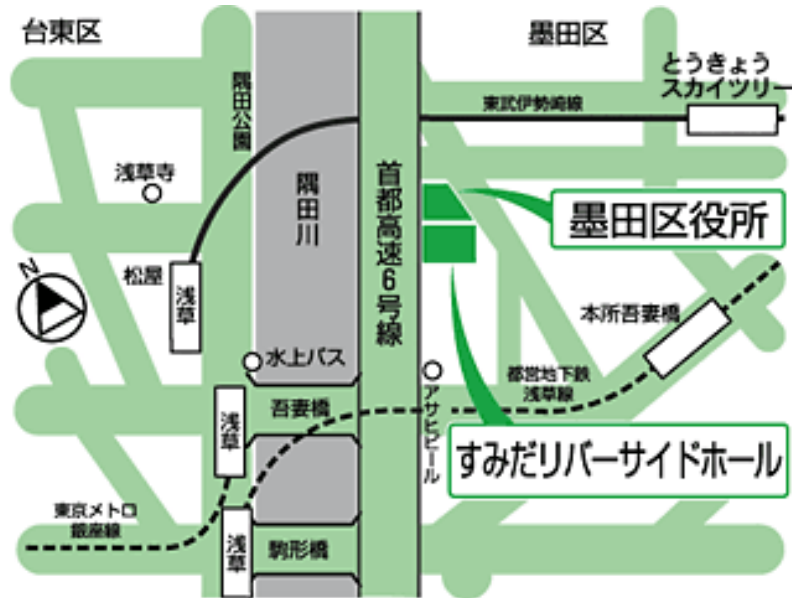 台東区
墨田区
とうきょう
スカイツリー
東武伊勢崎線
隅田公園
浅草寺
隅田川
首都高速6号線
墨田区役所
松屋
浅草
N
本所吾妻橋
水上バス
都営地下鉄
浅草線
吾妻橋
浅草
アサヒビール
すみだリバーサイドホール
東京メトロ
銀座線
浅草
駒形橋